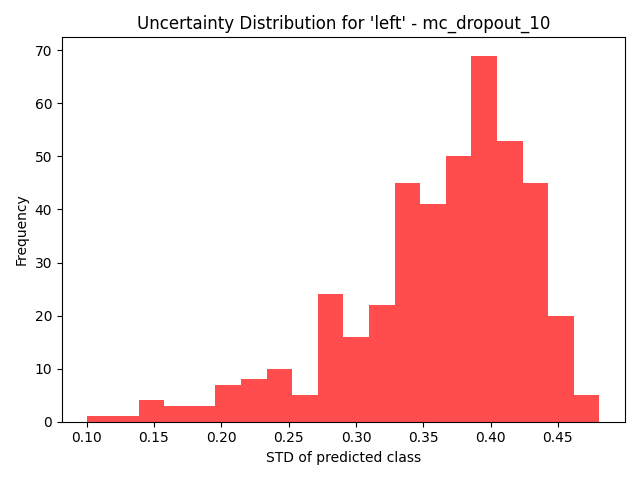 Uncertainty Distribution for 'left' - mc_dropout_10
70
60
50
40
30
20
10
0
Frequency
0.10 0.15 0.20 0.25 0.30 0.35 0.40 0.45
STD of predicted class